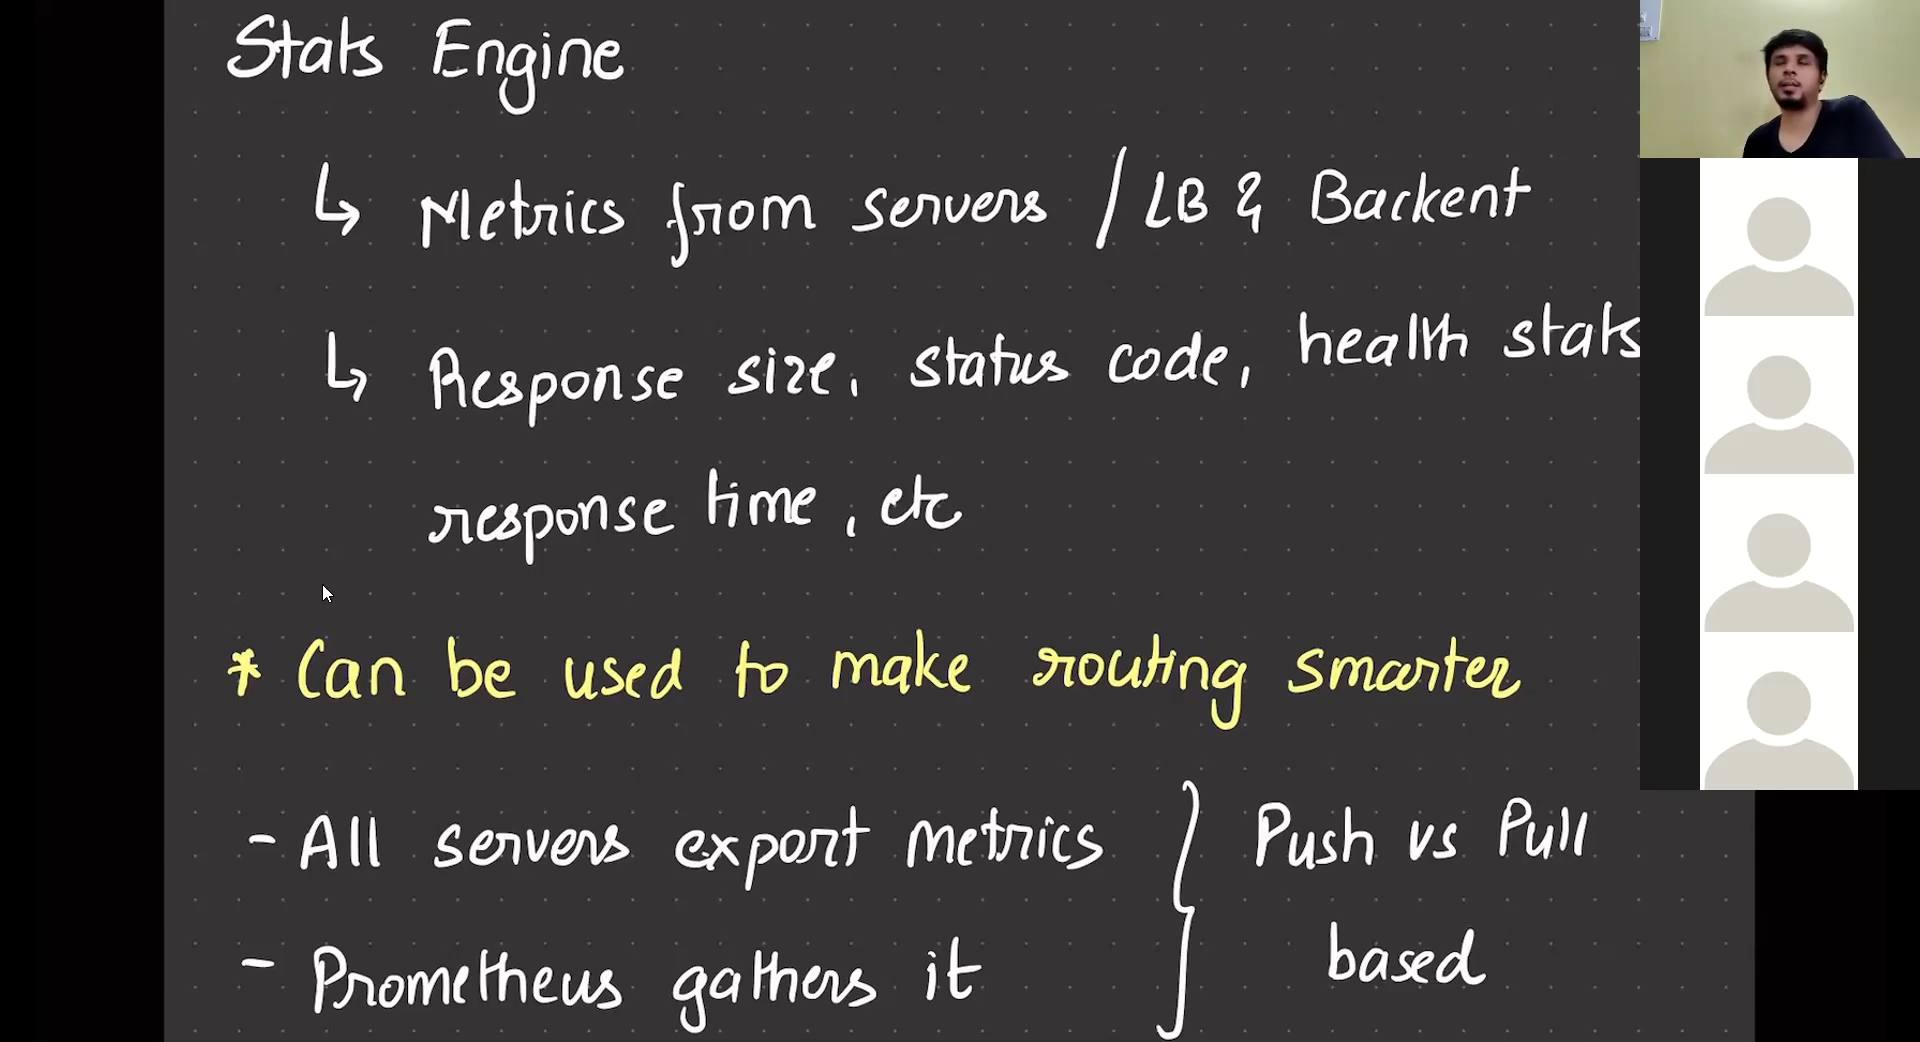 Stats Engine
↳ Metrics from servers / LB & Backent
↳ Response size, status code, health stats
response time, etc
* Can be used to make routing smarter
- All servers export metrics } Push vs Pull
- Prometheus gathers it based